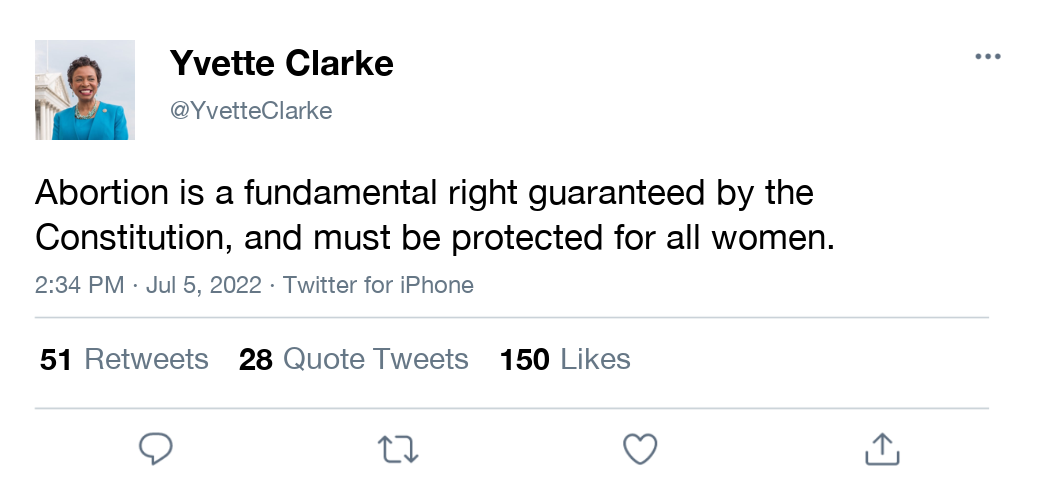 Yvette Clarke
@YvetteClarke
Abortion is a fundamental right guaranteed by the
Constitution, and must be protected for all women.
2:34 PM · Jul 5, 2022 · Twitter for iPhone
51 Retweets 28 Quote Tweets 150 Likes